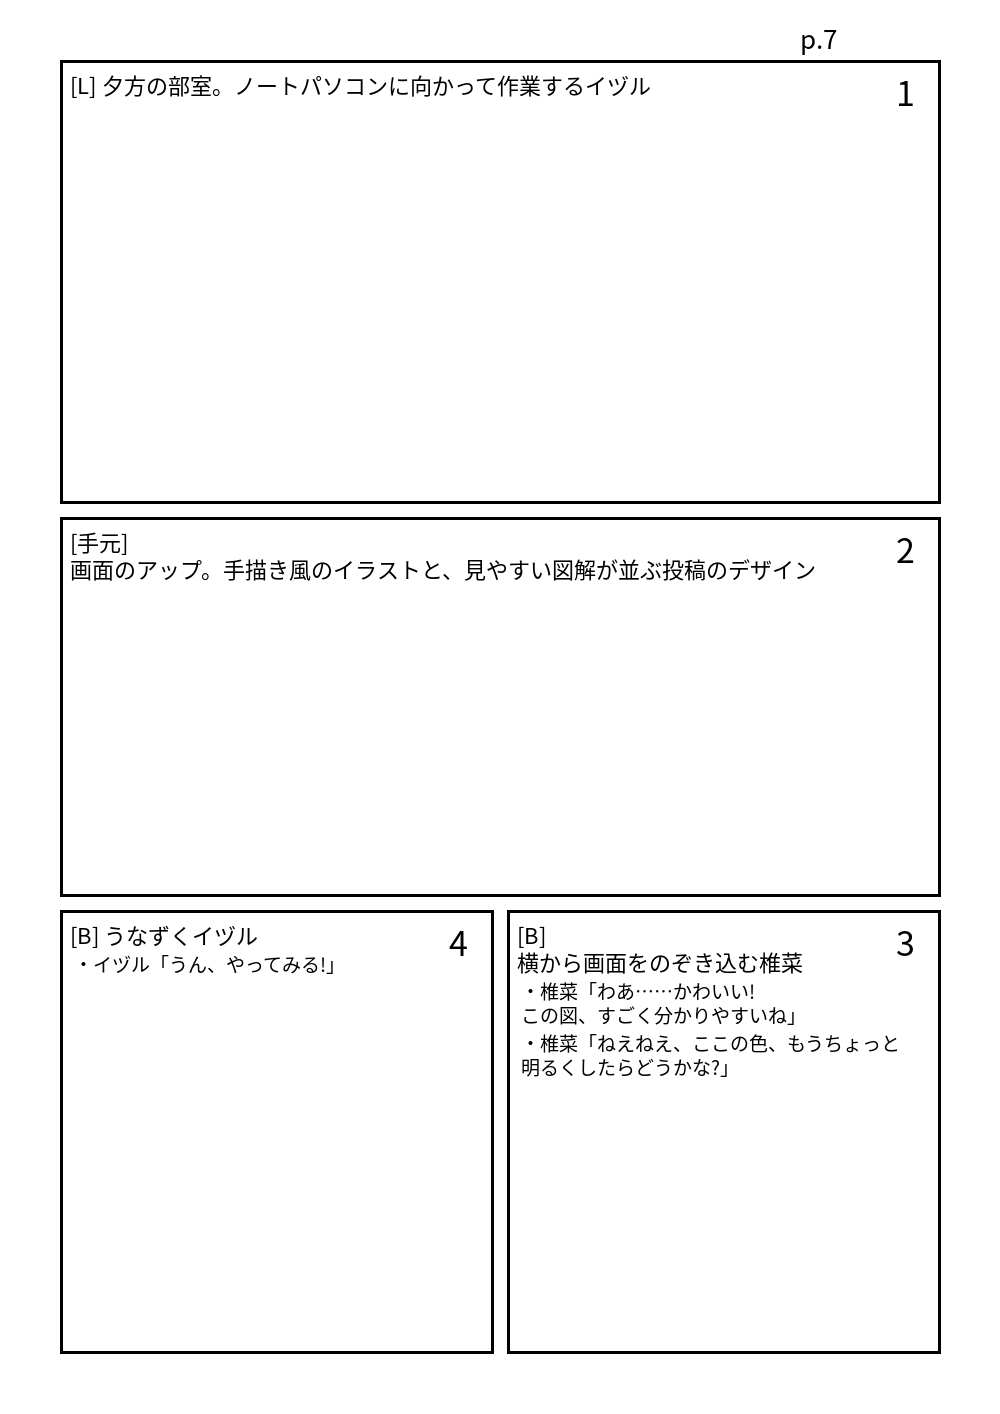 p.7
[L] 夕方の部室。ノートパソコンに向かって作業するイヅル
1
[手元]
画面のアップ。手描き風のイラストと、見やすい図解が並ぶ投稿のデザイン
2
[B]
横から画面をのぞき込む椎菜
3
・椎菜「わあ……かわいい!
この図、すごく分かりやすいね」
・椎菜「ねえねえ、ここの色、もうちょっと
明るくしたらどうかな?」
[B] うなずくイヅル
4
・イヅル「うん、やってみる!」